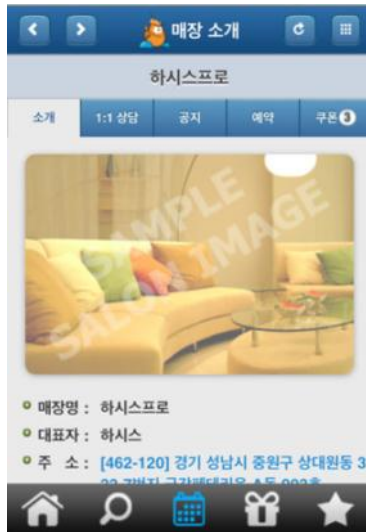 매장 소개
하시스프로
소개 1:1 상담 공지 예약 쿠폰 3
SAMPLE
SALON IMAGE
매장명 : 하시스프로
대표자 : 하시스
주 소 : [462-120] 경기 성남시 중원구 상대원동 3